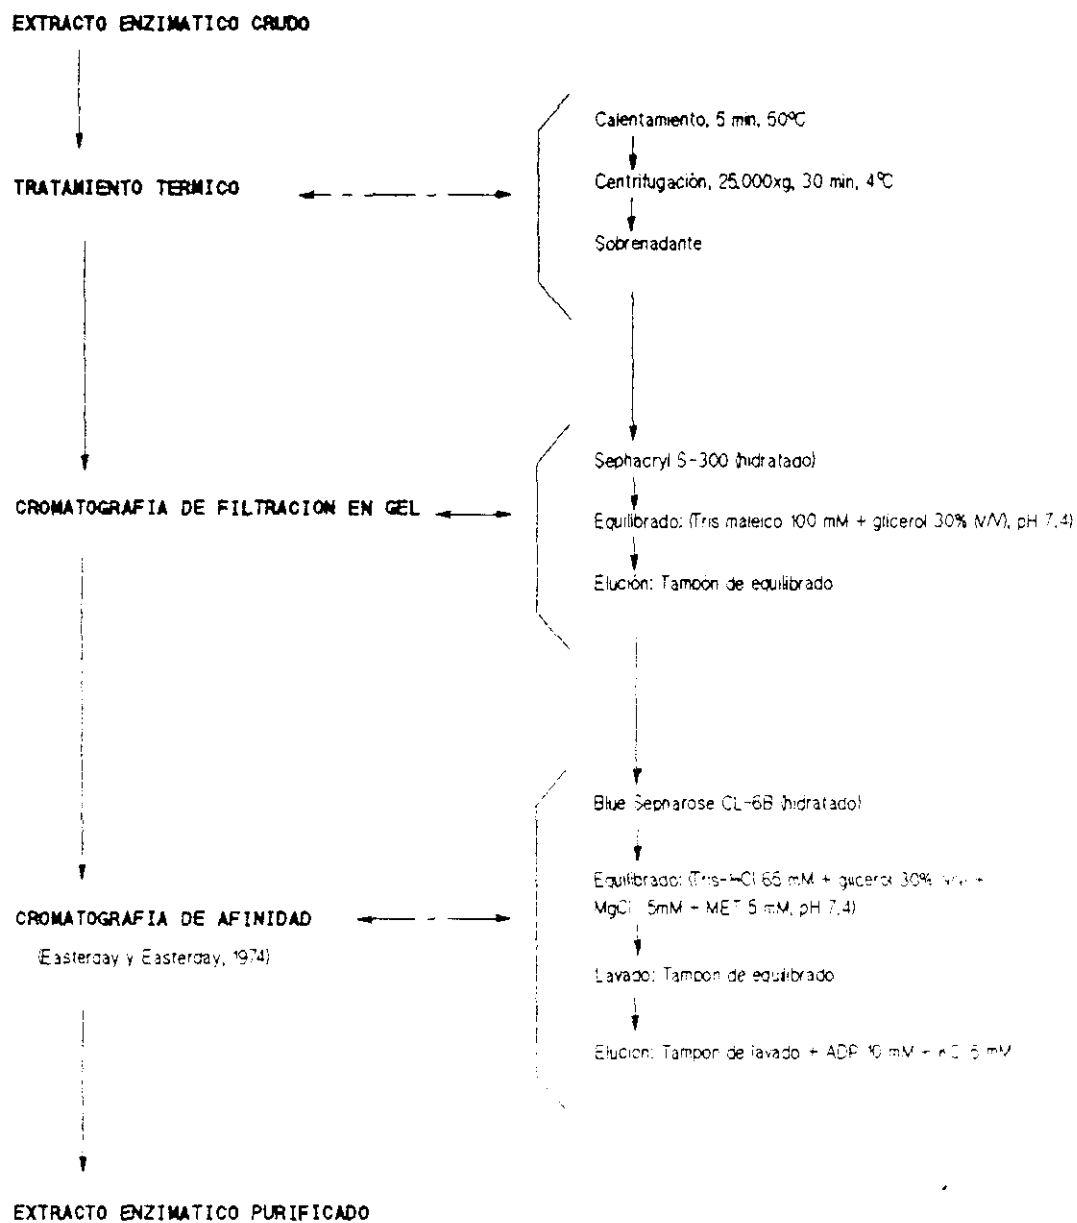 EXTRACTO ENZIMATICO CRUDO
Calentamiento, 5 min, 50ºC
TRATAMIENTO TERMICO
Centrifugación, 25.000xg, 30 min, 4ºC
Sobrenadante
Sephacryl S-300 (hidratado)
CROMATOGRAFIA DE FILTRACION EN GEL
Equilibrado: (Tris maleico 100 mM + glicerol 30% (v/v), pH 7,4)
Elución: Tampón de equilibrado
Blue Sepharose CL-6B (hidratado)
Equilibrado: (Tris-HCl 65 mM + glicerol 30% (v/v) +
MgCl 5mM + MET 5 mM, pH 7,4)
CROMATOGRAFIA DE AFINIDAD
(Easterday y Easterday, 1974)
Lavado: Tampon de equilibrado
Elución: Tampon de lavado + ADP 10 mM + 5 mM
EXTRACTO ENZIMATICO PURIFICADO